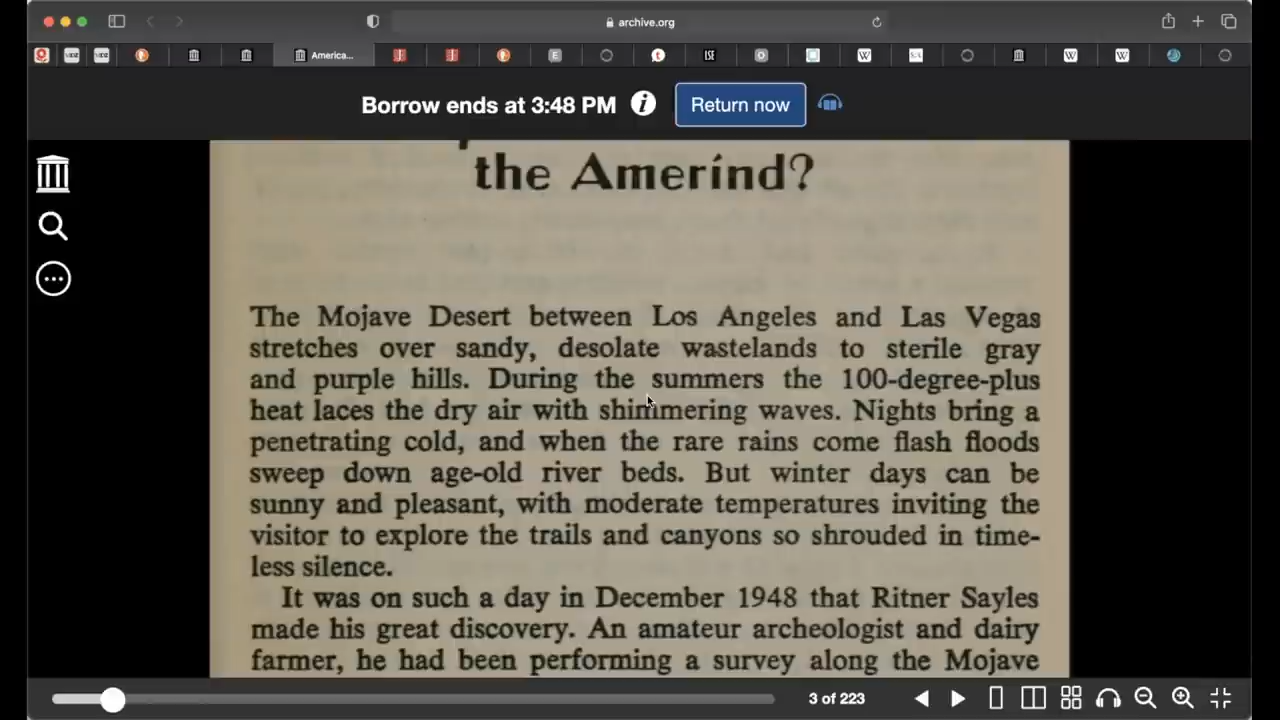 archive.org
America...
Borrow ends at 3:48 PM
Return now
the Amerind?
The Mojave Desert between Los Angeles and Las Vegas
stretches over sandy, desolate wastelands to sterile gray
and purple hills. During the summers the 100-degree-plus
heat laces the dry air with shimmering waves. Nights bring a
penetrating cold, and when the rare rains come flash floods
sweep down age-old river beds. But winter days can be
sunny and pleasant, with moderate temperatures inviting the
visitor to explore the trails and canyons so shrouded in time-
less silence.
It was on such a day in December 1948 that Ritner Sayles
made his great discovery. An amateur archeologist and dairy
farmer, he had been performing a survey along the Mojave
3 of 223